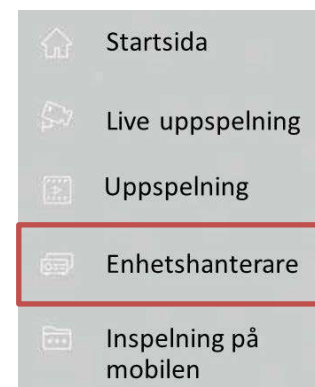 Startsida
Live uppspelning
Uppspelning
Enhetshanterare
Inspelning på
mobilen